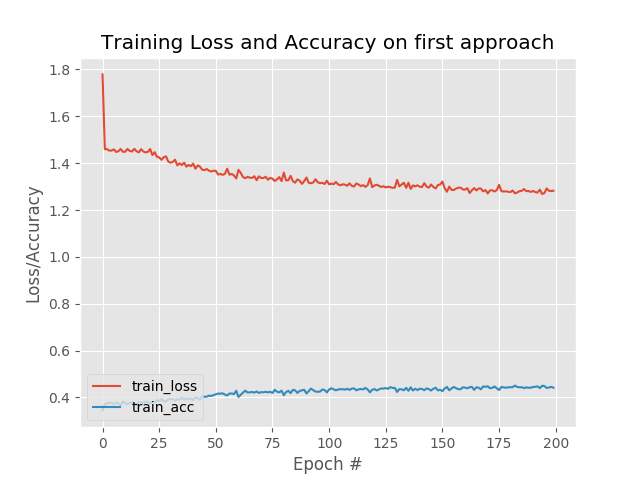 Training Loss and Accuracy on first approach
1.8
1.6
1.4
1.2
1.0
0.8
0.6
0.4
Loss/Accuracy
train_loss
train_acc
0 25 50 75 100 125 150 175 200
Epoch #